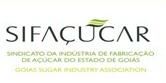 SIFAÇÚCAR
SINDICATO DA INDÚSTRIA DE FABRICAÇÃO
DE AÇÚCAR DO ESTADO DE GOIÁS
GOIAS SUGAR INDUSTRY ASSOCIATION